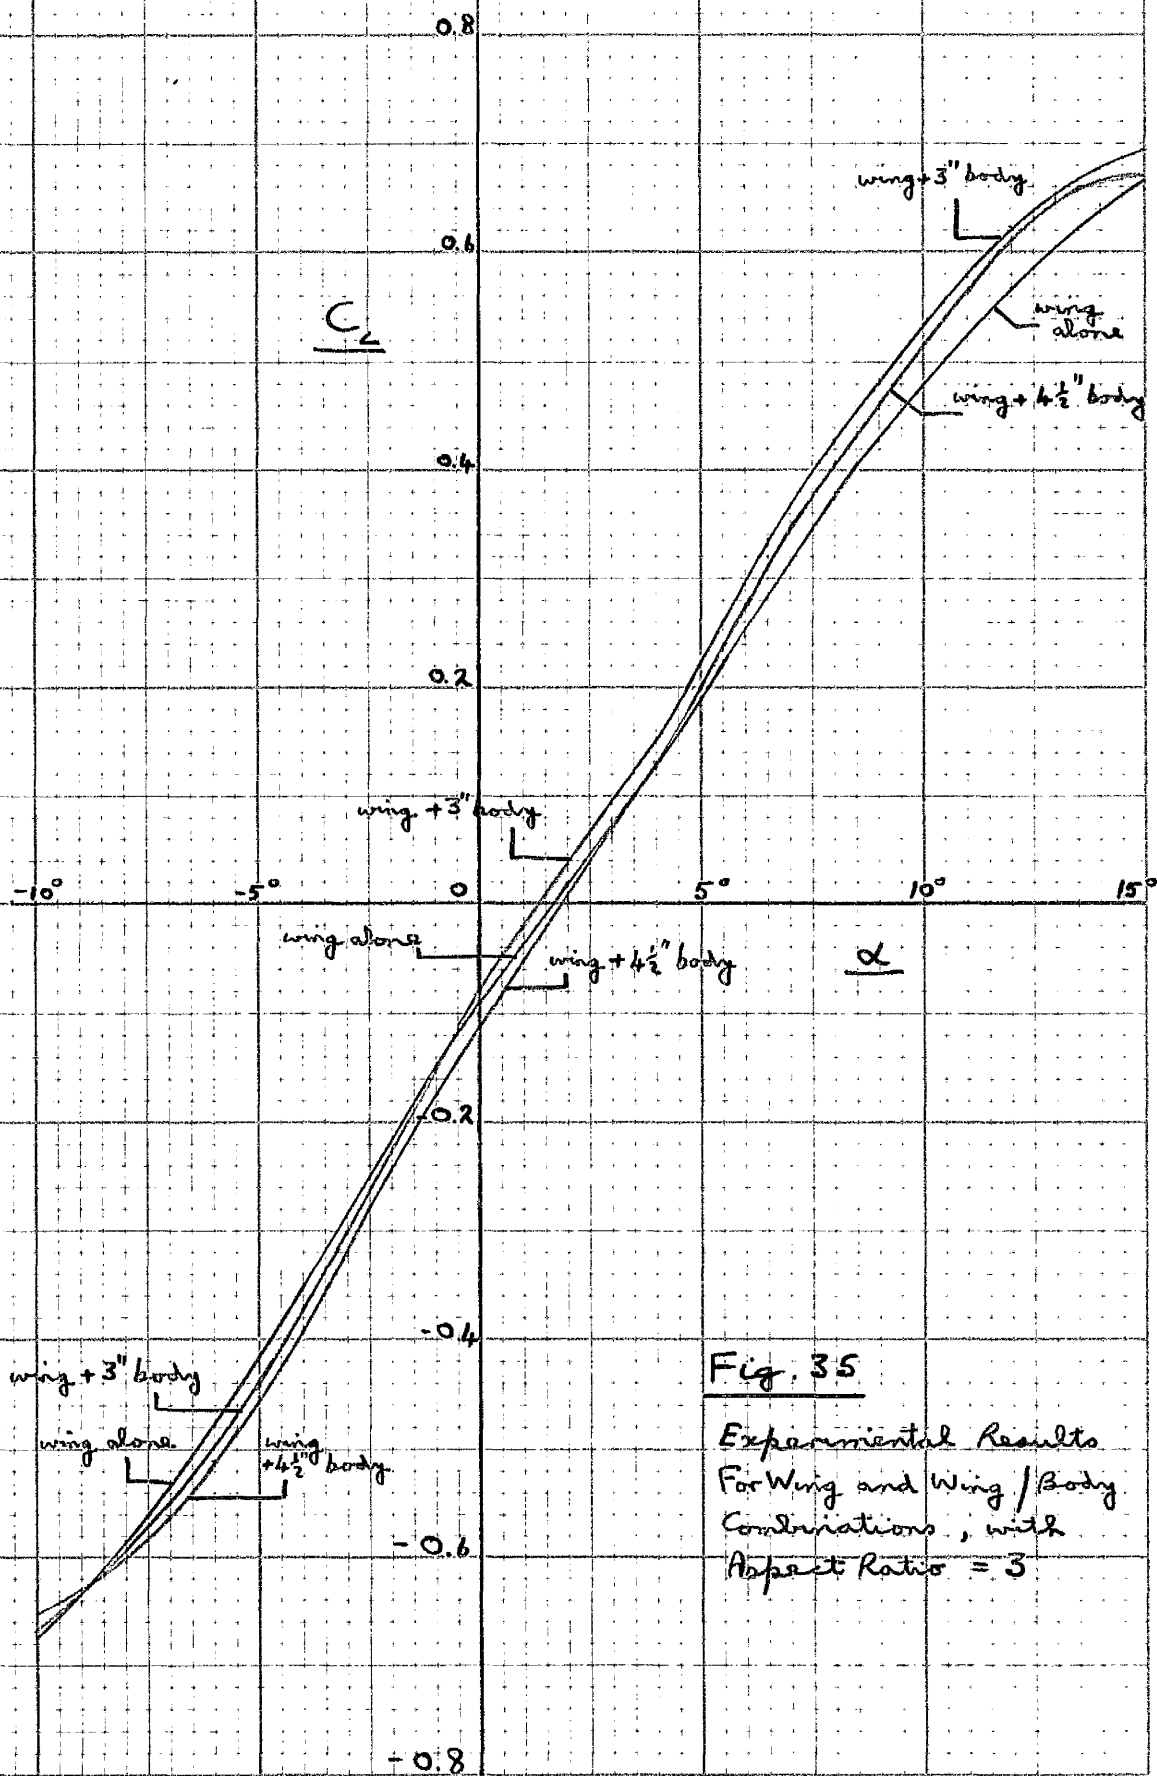 0.8
wing + 3" body
0.6
C_L
wing
alone
wing + 4½" body
0.4
0.2
wing + 3" body
-10°
-5°
0
5°
10°
15°
wing alone
wing + 4½" body
α
-0.2
-0.4
wing + 3" body
Fig. 35
wing alone
wing
+4½" body
Experimental Results
For Wing and Wing / Body
Combinations, with
Aspect Ratio = 3
-0.6
-0.8